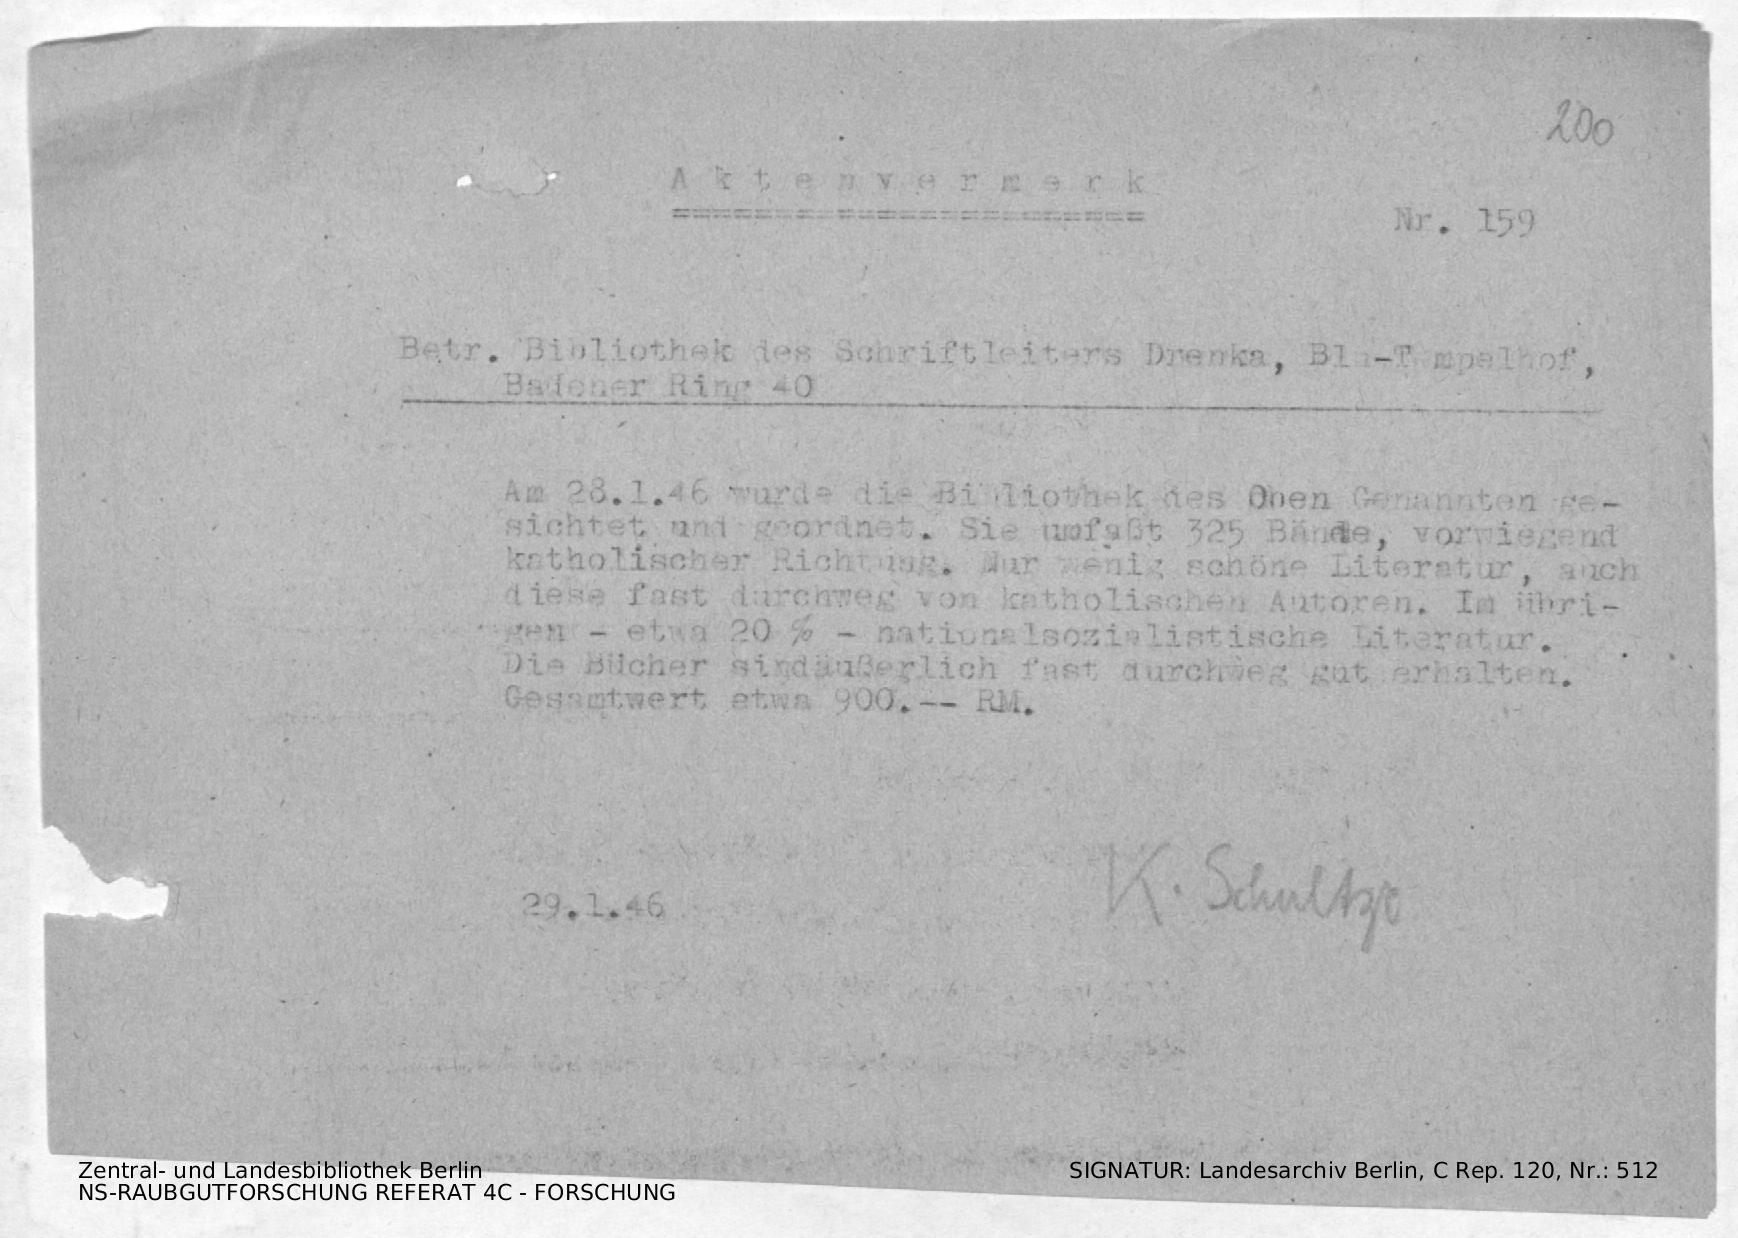 200
A k t e n v e r m e r k
=======================
Nr. 159
Betr. Bibliothek des Schriftleiters Drenka, Bln-Tempelhof,
Badener Ring 40
Am 28.1.46 wurde die Bibliothek des Oben Genannten ge-
sichtet und geordnet. Sie umfaßt 325 Bände, vorwiegend
katholischer Richtung. Nur wenig schöne Literatur, auch
diese fast durchweg von katholischen Autoren. Im übri-
gen - etwa 20 % - nationalsozialistische Literatur.
Die Bücher sindäußerlich fast durchweg gut erhalten.
Gesamtwert etwa 900.-- RM.
29.1.46
K. Schultze
Zentral- und Landesbibliothek Berlin
NS-RAUBGUTFORSCHUNG REFERAT 4C - FORSCHUNG
SIGNATUR: Landesarchiv Berlin, C Rep. 120, Nr.: 512